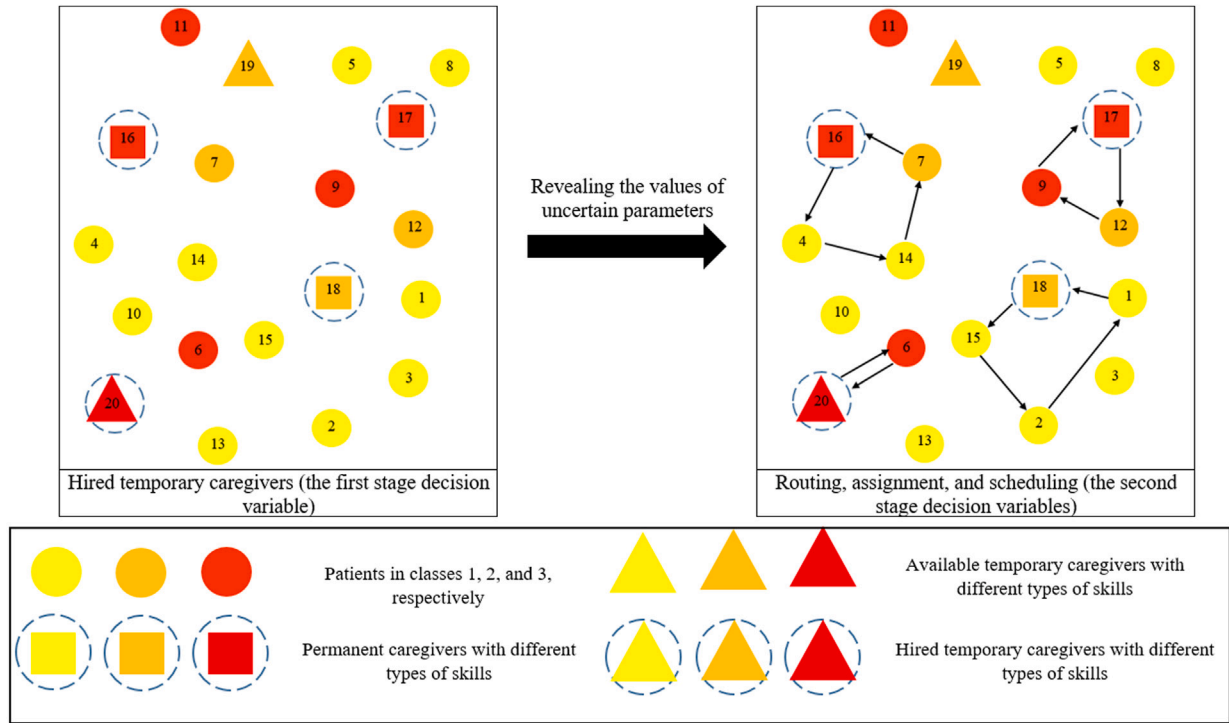 11
19
5
8
17
16
7
9
12
4
14
18
1
10
15
6
3
20
2
13
Hired temporary caregivers (the first stage decision
variable)
Revealing the values of
uncertain parameters
11
19
5
8
17
16
7
9
12
4
14
18
1
10
15
6
3
20
2
13
Routing, assignment, and scheduling (the second
stage decision variables)
Patients in classes 1, 2, and 3,
respectively
Available temporary caregivers with
different types of skills
Permanent caregivers with different
types of skills
Hired temporary caregivers with different
types of skills